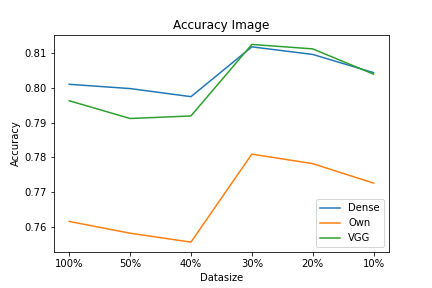 Accuracy Image
Accuracy
0.81
0.80
0.79
0.78
0.77
0.76
Dense
Own
VGG
100% 50% 40% 30% 20% 10%
Datasize